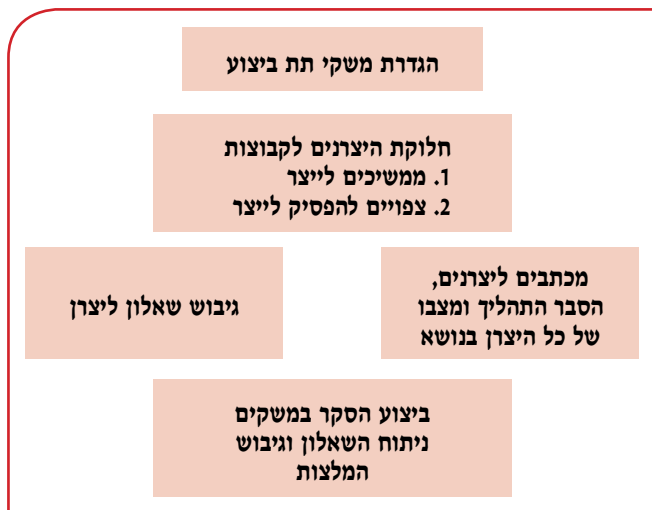 הגדרת משקי תת ביצוע
חלוקת היצרנים לקבוצות
1. ממשיכים לייצר
2. צפויים להפסיק לייצר
מכתבים ליצרנים,
הסבר התהליך ומצבו
של כל היצרן בנושא
גיבוש שאלון ליצרן
ביצוע הסקר במשקים
ניתוח השאלון וגיבוש
המלצות